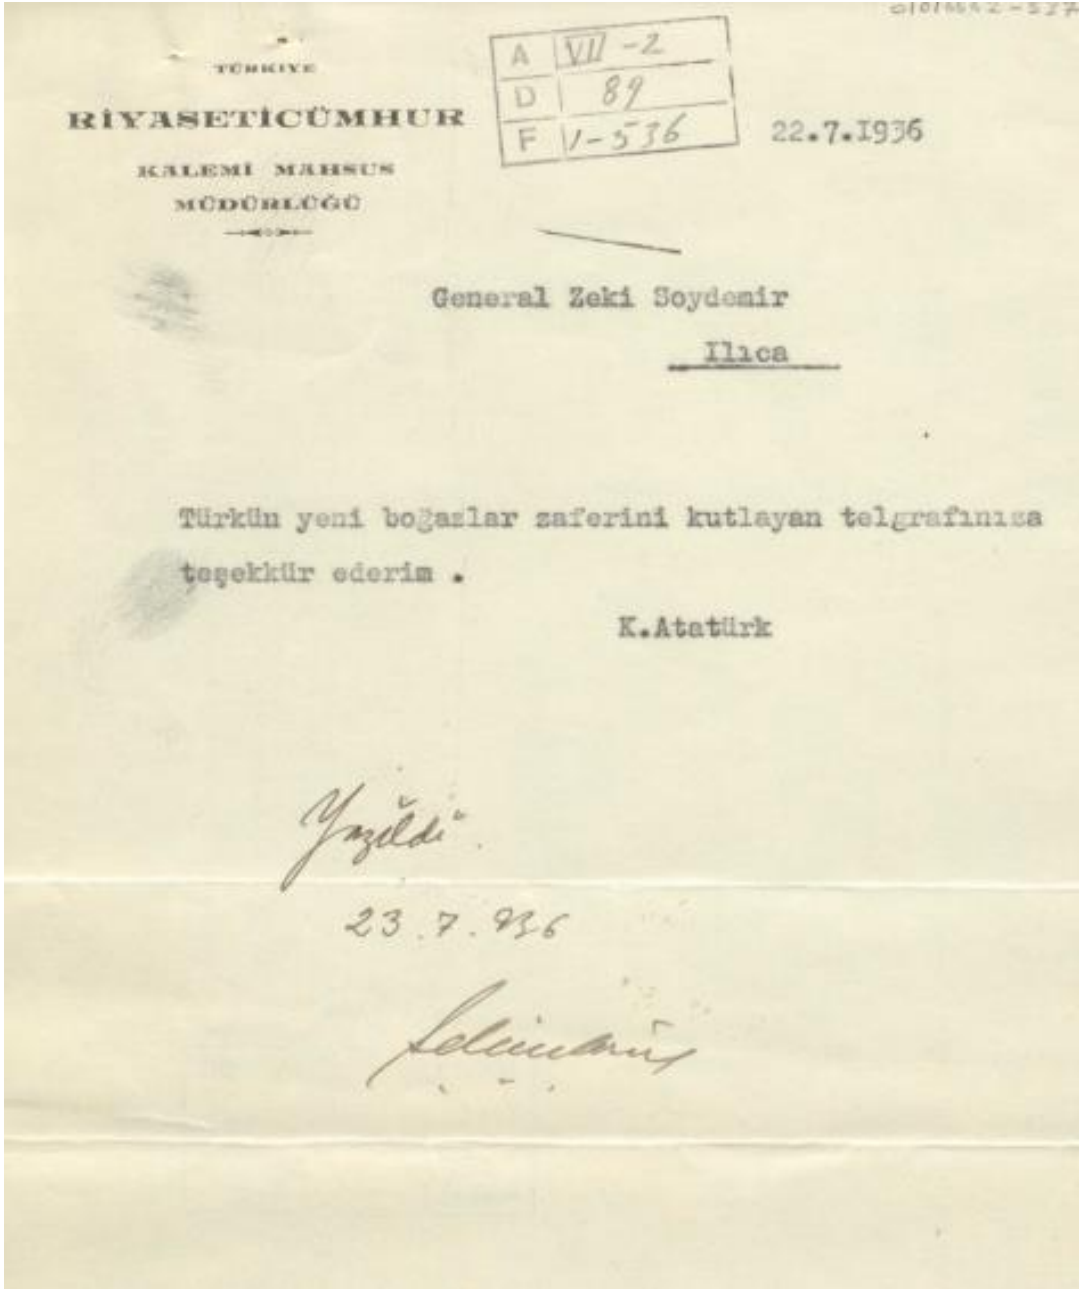 TÜRKİYE
RİYASETİCÜMHUR
KALEMİ MAHSUS
MÜDÜRLÜĞÜ
A VII -2
D 89
F 1-536
22.7.I936
General Zeki Soydemir
Ilıca
Türkün yeni boğazlar zaferini kutlayan telgrafınıza
teşekkür ederim .
K.Atatürk
Yazıldı.
23.7.936